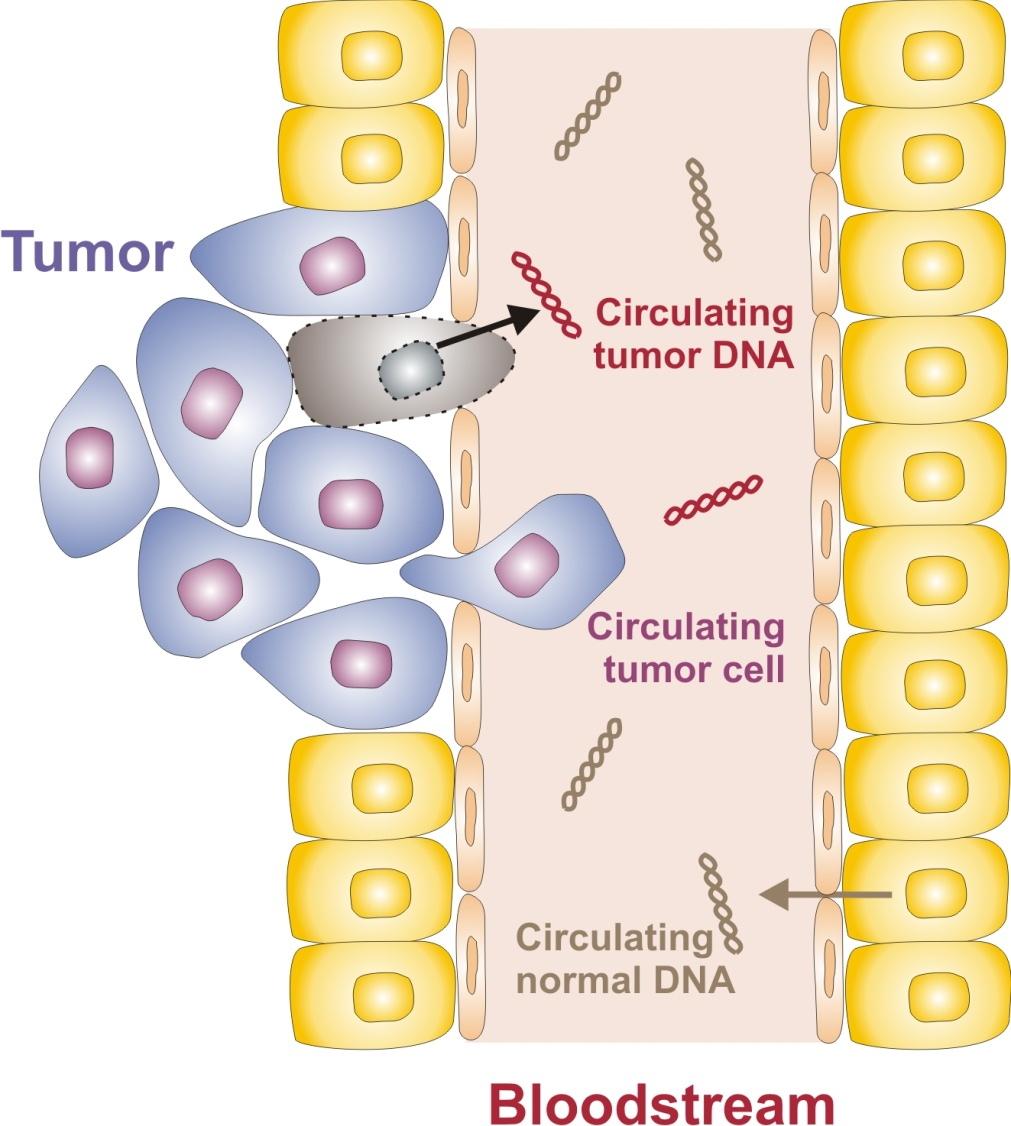 Tumor
Circulating
tumor DNA
Circulating
tumor cell
Circulating
normal DNA
Bloodstream